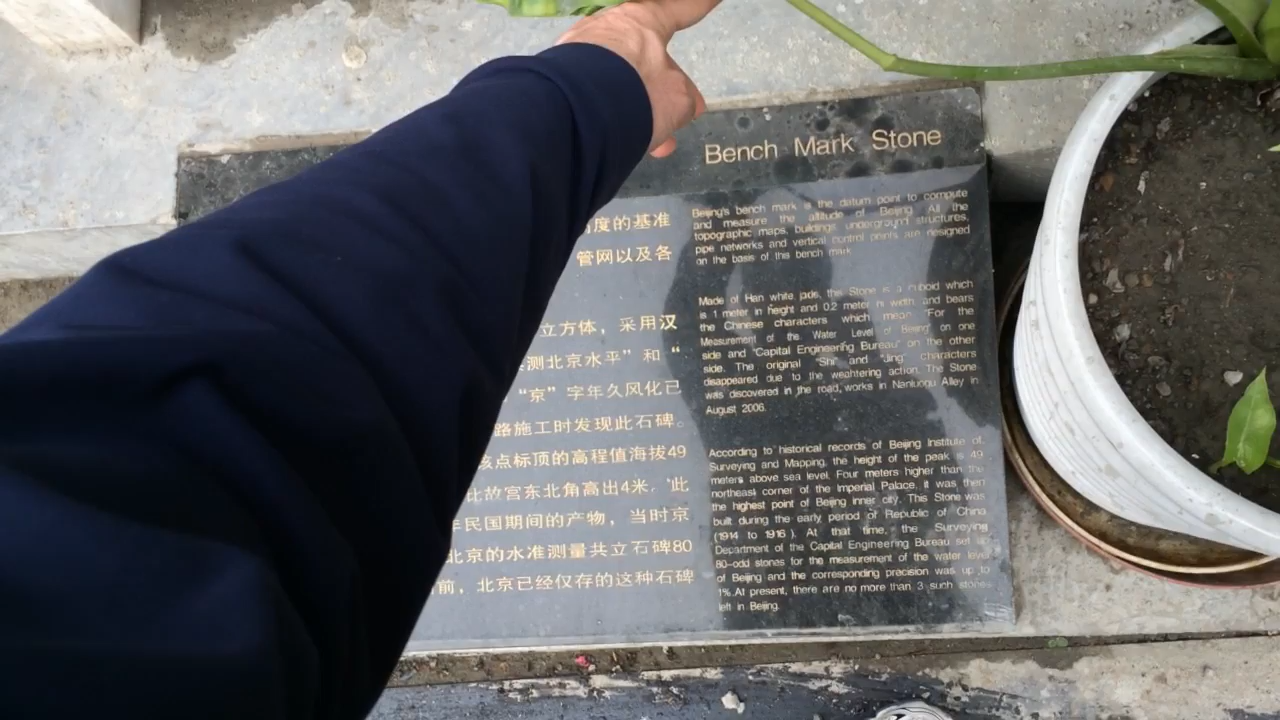 Bench Mark Stone
度的基准
管网以及各
立方体，采用汉
测北京水平”和“
“京”字年久风化已
路施工时发现此石碑。
该点标顶的高程值海拔49
比故宫东北角高出4米。此
年民国期间的产物，当时京
北京的水准测量共立石碑80
前，北京已经仅存的这种石碑
Beijing's bench mark is the datum point to compute
and measure the altitude of Beijing. All the
topographic maps, buildings underground structures,
pipe networks and vertical control points are designed
on the basis of this bench mark
Made of Han white jade, this Stone is a cuboid which
is 1 meter in height and 0.2 meter in width and bears
the Chinese characters which mean "For the
Measurement of the Water Level of Beijing" on one
side and "Capital Engineering Bureau" on the other
side. The original "Shi" and "Jing" characters
disappeared due to the weahtering action. The Stone
was discovered in the road works in Nanluogu Alley in
August 2006.
According to historical records of Beijing Institute of
Surveying and Mapping, the height of the peak is 49
meters above sea level. Four meters higher than the
northeast corner of the Imperial Palace, it was then
the highest point of Beijing Inner city. This Stone was
built during the early period of Republic of China
(1914 to 1916 ). At that time, the Surveying
Department of the Capital Engineering Bureau set up
80-odd stones for the measurement of the water level
of Beijing and the corresponding precision was up to
1%.At present, there are no more than 3 such stones
left in Beijing.